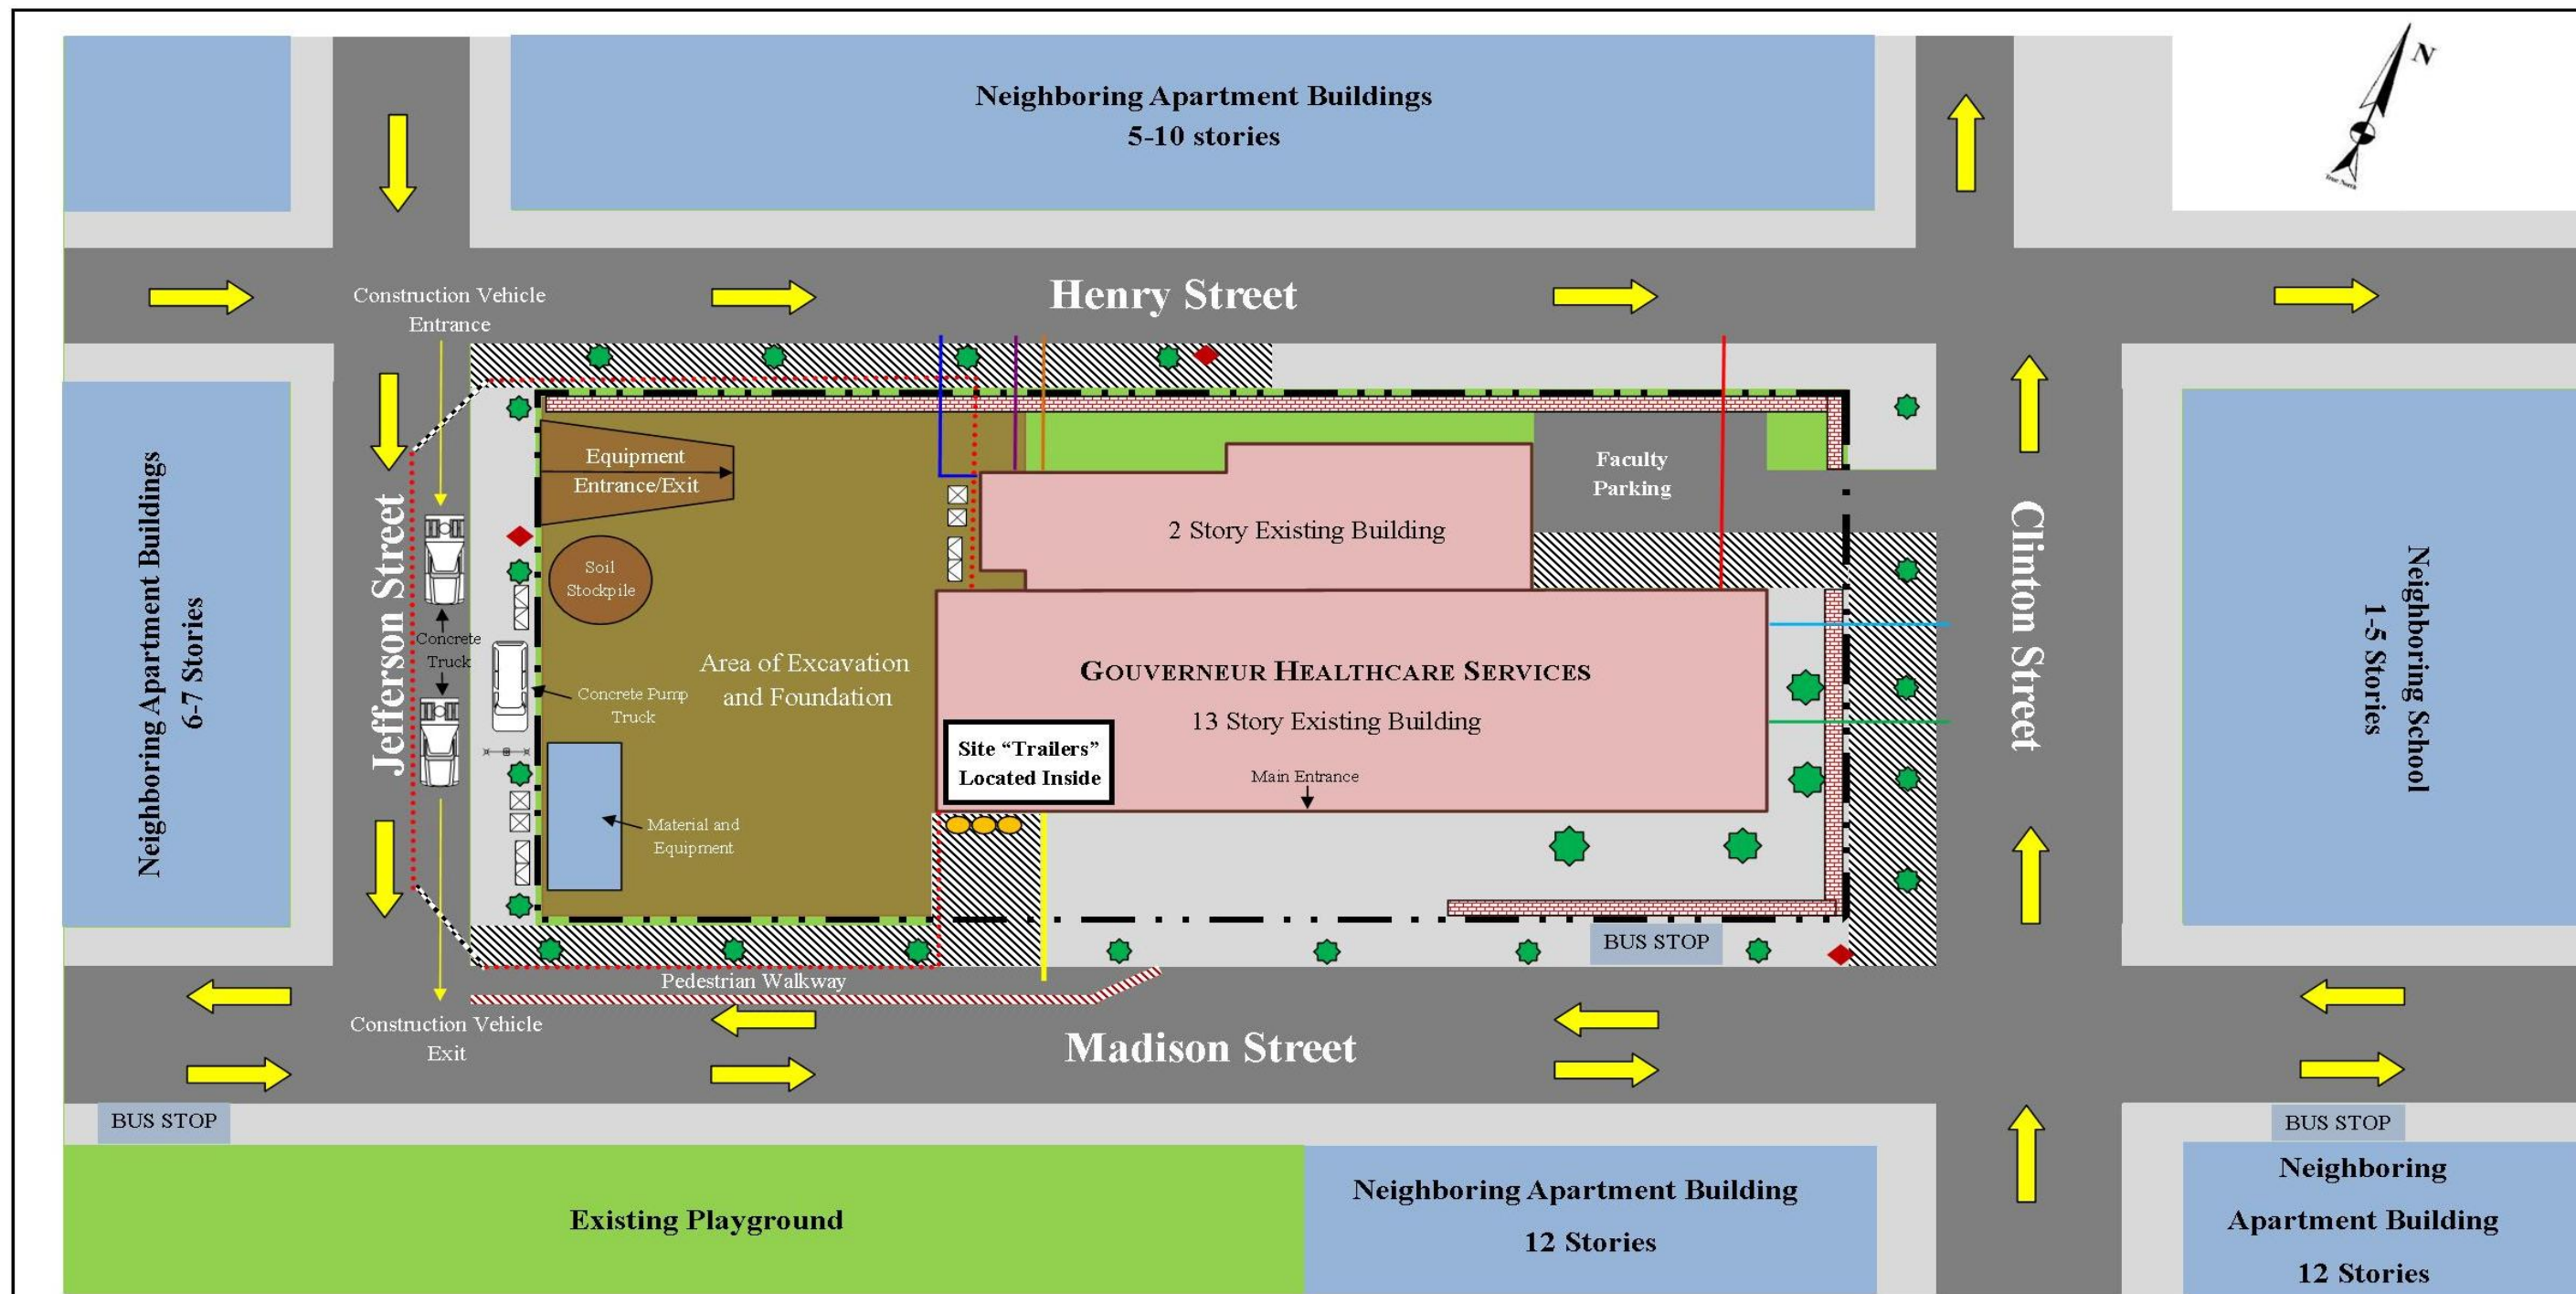 Neighboring Apartment Buildings
5-10 stories
N
True North
Henry Street
Construction Vehicle
Entrance
Neighboring Apartment Buildings
6-7 Stories
Jefferson Street
Equipment
Entrance/Exit
Soil
Stockpile
Concrete
Truck
Area of Excavation
and Foundation
Concrete Pump
Truck
Material and
Equipment
2 Story Existing Building
Faculty
Parking
GOUVERNEUR HEALTHCARE SERVICES
13 Story Existing Building
Site “Trailers”
Located Inside
Main Entrance
Clinton Street
Neighboring School
1-5 Stories
BUS STOP
Pedestrian Walkway
Construction Vehicle
Exit
Madison Street
BUS STOP
BUS STOP
Existing Playground
Neighboring Apartment Building
12 Stories
Neighboring
Apartment Building
12 Stories